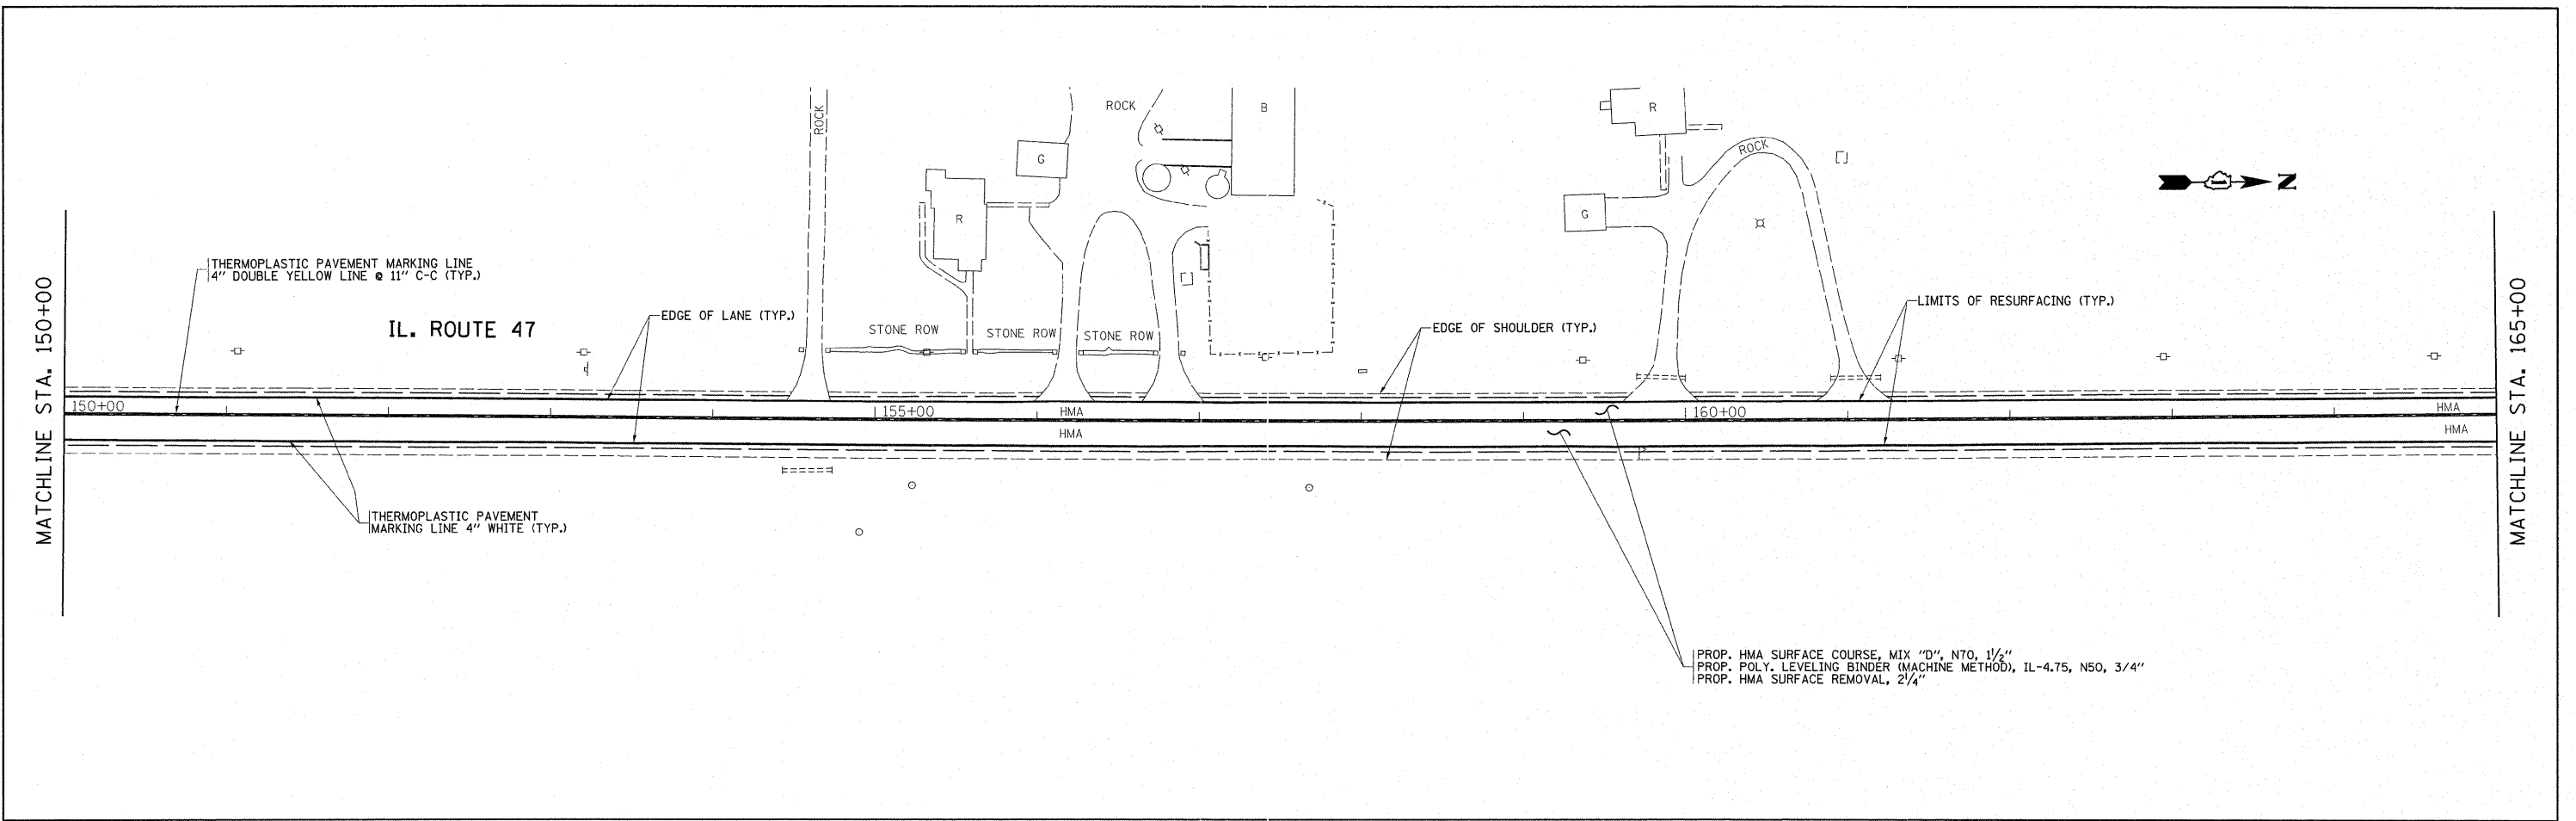 ROCK
ROCK
B
R
G
ROCK
N
R
G
THERMOPLASTIC PAVEMENT MARKING LINE
4" DOUBLE YELLOW LINE @ 11" C-C (TYP.)
MATCHLINE STA. 150+00
IL. ROUTE 47
EDGE OF LANE (TYP.)
STONE ROW
STONE ROW
STONE ROW
EDGE OF SHOULDER (TYP.)
LIMITS OF RESURFACING (TYP.)
MATCHLINE STA. 165+00
150+00
155+00
HMA
160+00
HMA
HMA
HMA
THERMOPLASTIC PAVEMENT
MARKING LINE 4" WHITE (TYP.)
PROP. HMA SURFACE COURSE, MIX "D", N70, 1 1/2"
PROP. POLY. LEVELING BINDER (MACHINE METHOD), IL-4.75, N50, 3/4"
PROP. HMA SURFACE REMOVAL, 2 1/4"